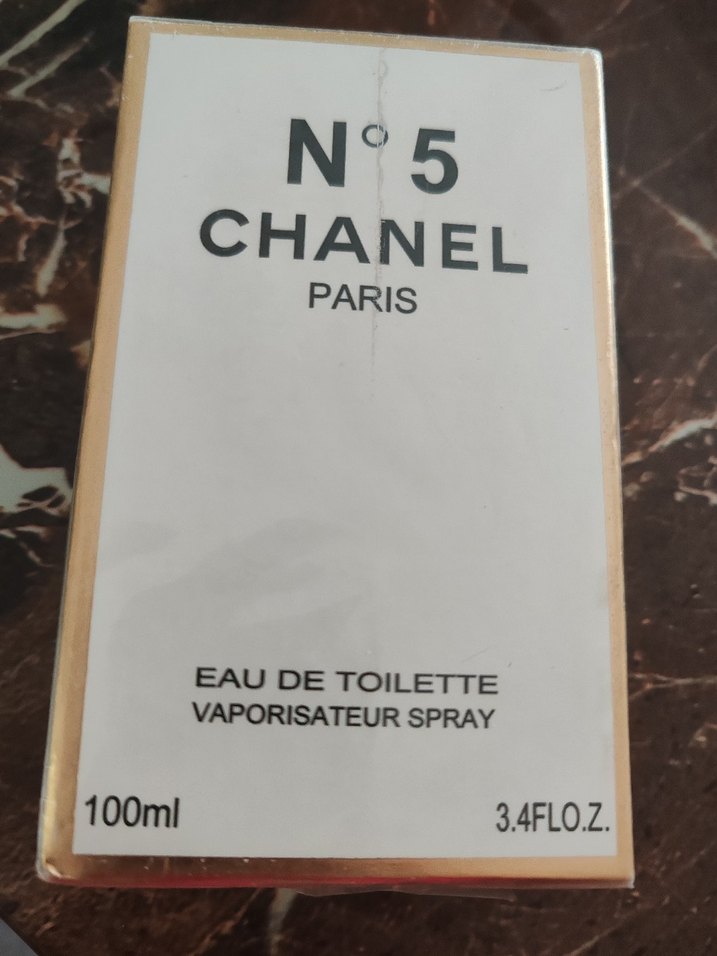 N° 5
CHANEL
PARIS
EAU DE TOILETTE
VAPORISATEUR SPRAY
100ml
3.4FLO.Z.